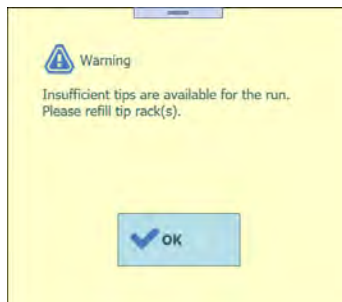 Warning
Insufficient tips are available for the run.
Please refill tip rack(s).
OK